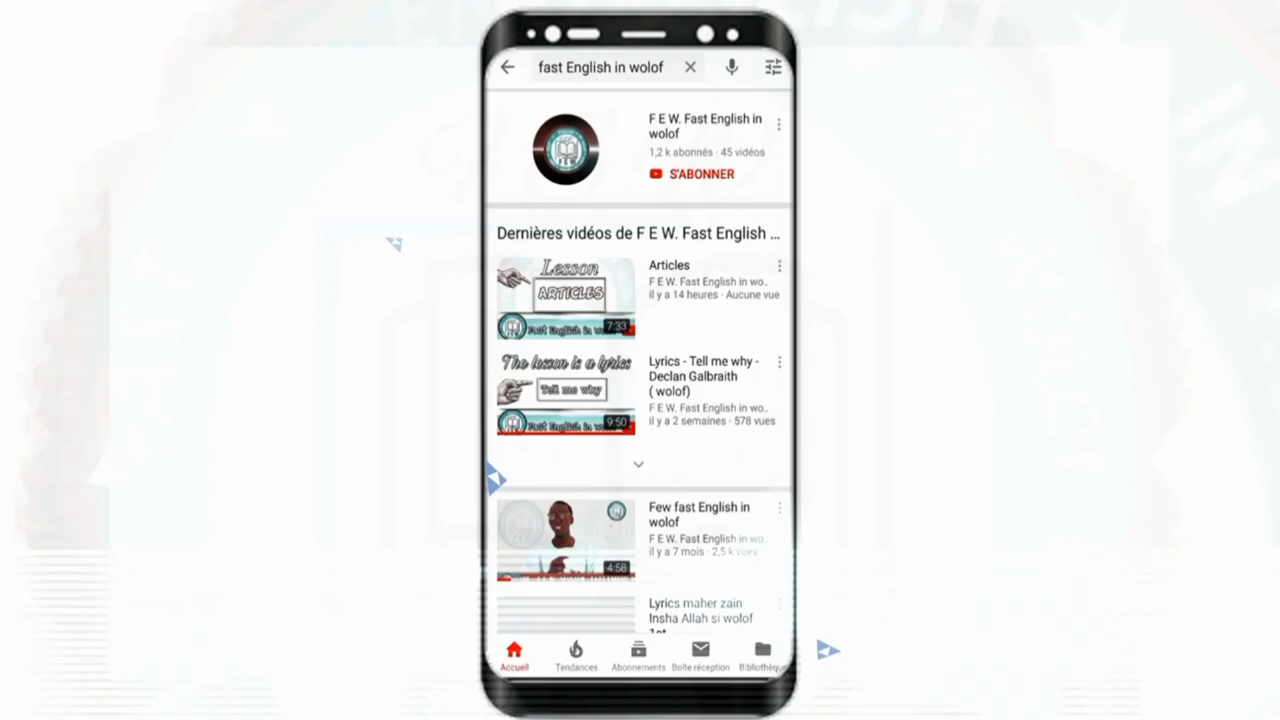 fast English in wolof
F E W. Fast English in
wolof
1,2 k abonnés · 45 vidéos
S'ABONNER
Dernières vidéos de F E W. Fast English ...
Lesson
ARTICLES
Fast English in
7:33
Articles
F E W. Fast English in wo..
il y a 14 heures · Aucune vue
The lesson is a lyrics
Tell me why
Fast English in
9:50
Lyrics - Tell me why -
Declan Galbraith
( wolof)
F E W. Fast English in wo..
il y a 2 semaines · 578 vues
4:58
Few fast English in
wolof
F E W. Fast English in wo..
il y a 7 mois · 2,5 k vues
Lyrics maher zain
Insha Allah si wolof
Accueil
Tendances
Abonnements
Boîte réception
Bibliothèque